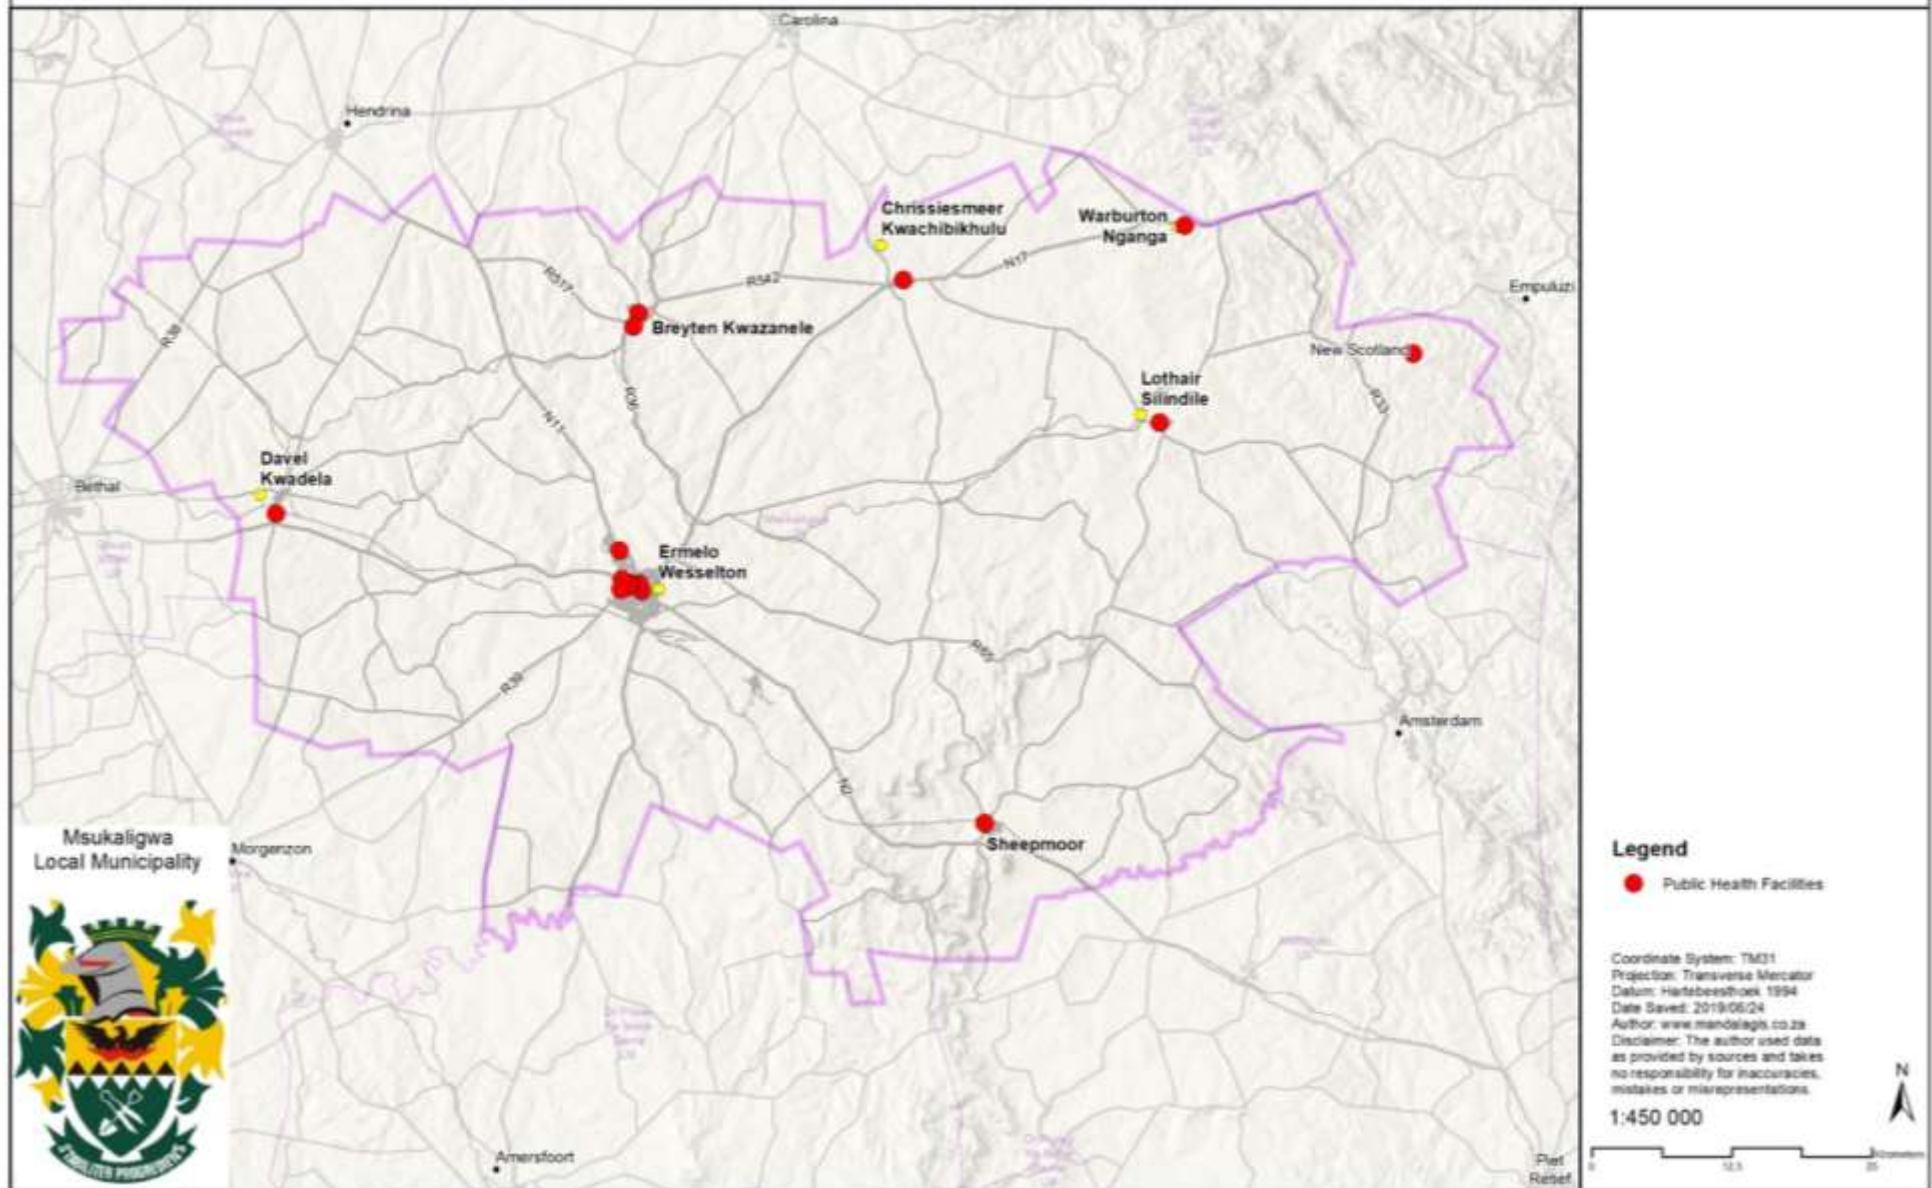 Carolina
Hendrina
Chrissiesmeer
Kwachibikhulu
Warburton
Nganga
N17
R517
R542
Empuluzi
Breyten Kwazanele
R38
New Scotland
Lothair
Silindile
R33
R36
N11
Davel
Kwadela
Bethal
Ermelo
Wesselton
R65
R39
Amsterdam
N2
Sheepmoor
Msukaligwa
Local Municipality
Morgenzon
Legend
Public Health Facilities
Coordinate System: TM31
Projection: Transverse Mercator
Datum: Hartebeesthoek 1994
Date Saved: 2019/06/24
Author: www.mandalagis.co.za
Disclaimer: The author used data
as provided by sources and takes
no responsibility for inaccuracies,
mistakes or misrepresentations.
N
1:450 000
0 12,5 25 Kilometers
Amersfoort
Piet
Retief